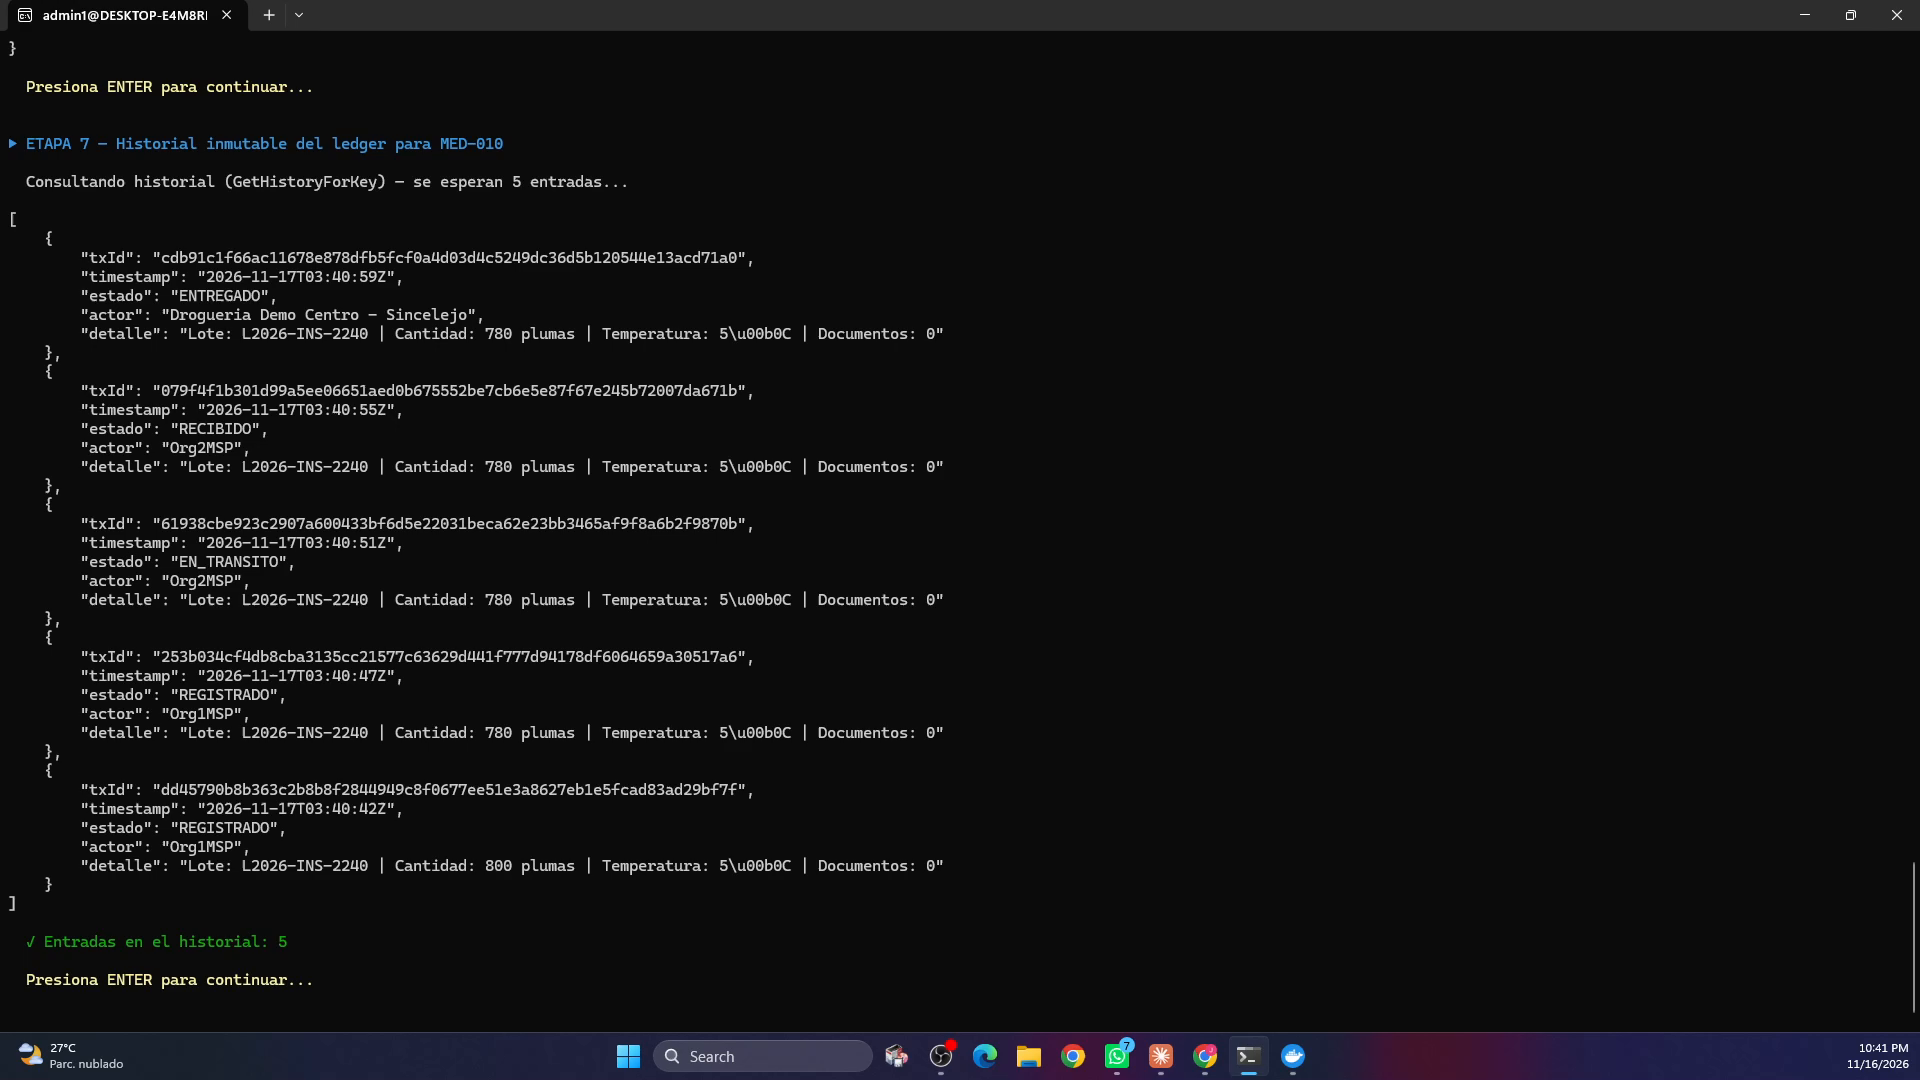 admin1@DESKTOP-E4M8RI
}
Presiona ENTER para continuar...
▶ ETAPA 7 — Historial inmutable del ledger para MED-010
Consultando historial (GetHistoryForKey) — se esperan 5 entradas...
[
{
"txId": "cdb91c1f66ac11678e878dfb5fcf0a4d03d4c5249dc36d5b120544e13acd71a0",
"timestamp": "2026-11-17T03:40:59Z",
"estado": "ENTREGADO",
"actor": "Drogueria Demo Centro - Sincelejo",
"detalle": "Lote: L2026-INS-2240 | Cantidad: 780 plumas | Temperatura: 5\u00b0C | Documentos: 0"
},
{
"txId": "079f4f1b301d99a5ee06651aed0b675552be7cb6e5e87f67e245b72007da671b",
"timestamp": "2026-11-17T03:40:55Z",
"estado": "RECIBIDO",
"actor": "Org2MSP",
"detalle": "Lote: L2026-INS-2240 | Cantidad: 780 plumas | Temperatura: 5\u00b0C | Documentos: 0"
},
{
"txId": "61938cbe923c2907a600433bf6d5e22031beca62e23bb3465af9f8a6b2f9870b",
"timestamp": "2026-11-17T03:40:51Z",
"estado": "EN_TRANSITO",
"actor": "Org2MSP",
"detalle": "Lote: L2026-INS-2240 | Cantidad: 780 plumas | Temperatura: 5\u00b0C | Documentos: 0"
},
{
"txId": "253b034cf4db8cba3135cc21577c63629d441f777d94178df6064659a30517a6",
"timestamp": "2026-11-17T03:40:47Z",
"estado": "REGISTRADO",
"actor": "Org1MSP",
"detalle": "Lote: L2026-INS-2240 | Cantidad: 780 plumas | Temperatura: 5\u00b0C | Documentos: 0"
},
{
"txId": "dd45790b8b363c2b8b8f2844949c8f0677ee51e3a8627eb1e5fcad83ad29bf7f",
"timestamp": "2026-11-17T03:40:42Z",
"estado": "REGISTRADO",
"actor": "Org1MSP",
"detalle": "Lote: L2026-INS-2240 | Cantidad: 800 plumas | Temperatura: 5\u00b0C | Documentos: 0"
}
]
√ Entradas en el historial: 5
Presiona ENTER para continuar...
27°C
Parc. nublado
Search
7
10:41 PM
11/16/2026